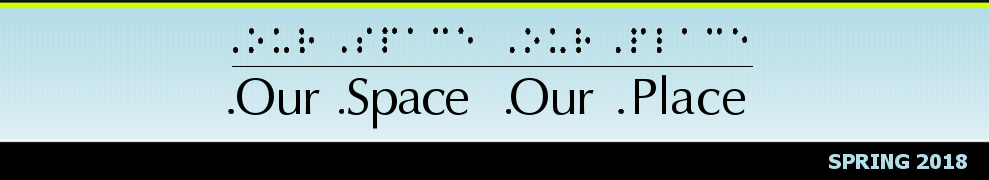 ⠠⠕⠥⠗ ⠠⠎⠏⠁⠉⠑ ⠠⠕⠥⠗ ⠠⠏⠇⠁⠉⠑
.Our .Space .Our .Place
SPRING 2018